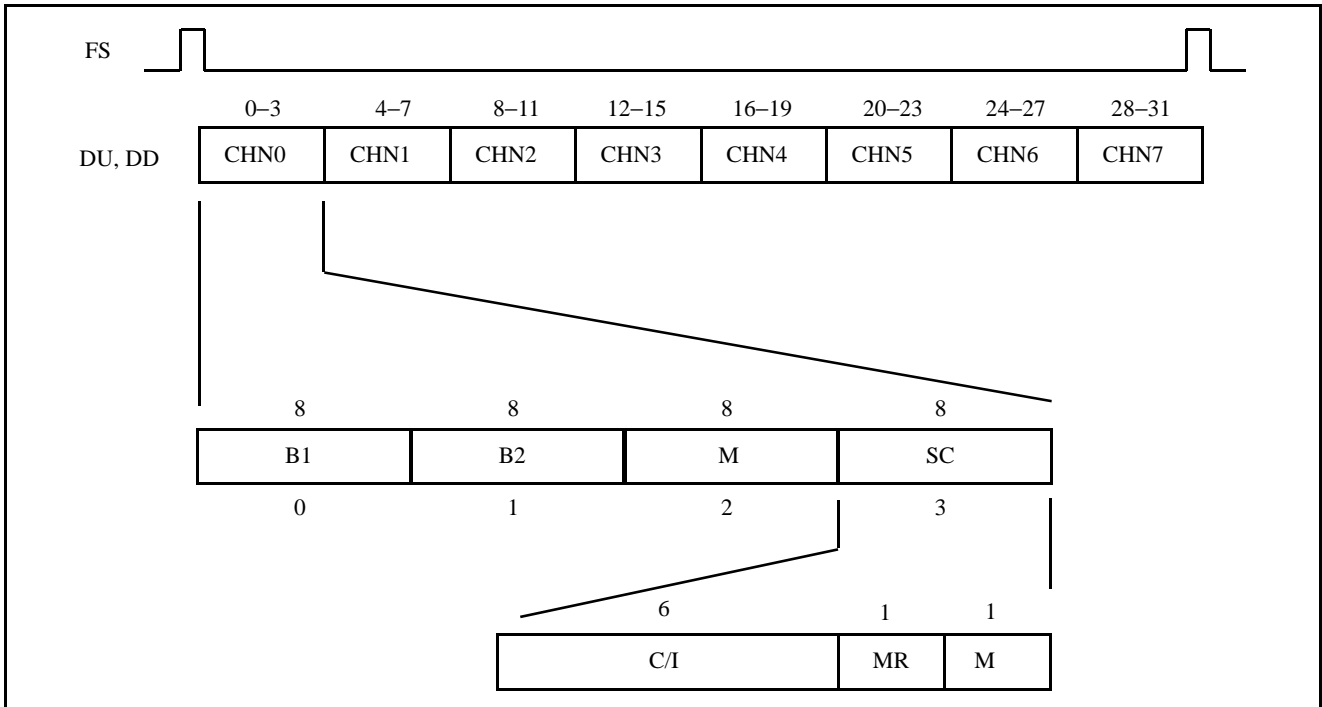 FS
0–3 4–7 8–11 12–15 16–19 20–23 24–27 28–31
DU, DD CHN0 CHN1 CHN2 CHN3 CHN4 CHN5 CHN6 CHN7
8 8 8 8
B1 B2 M SC
0 1 2 3
6 1 1
C/I MR M